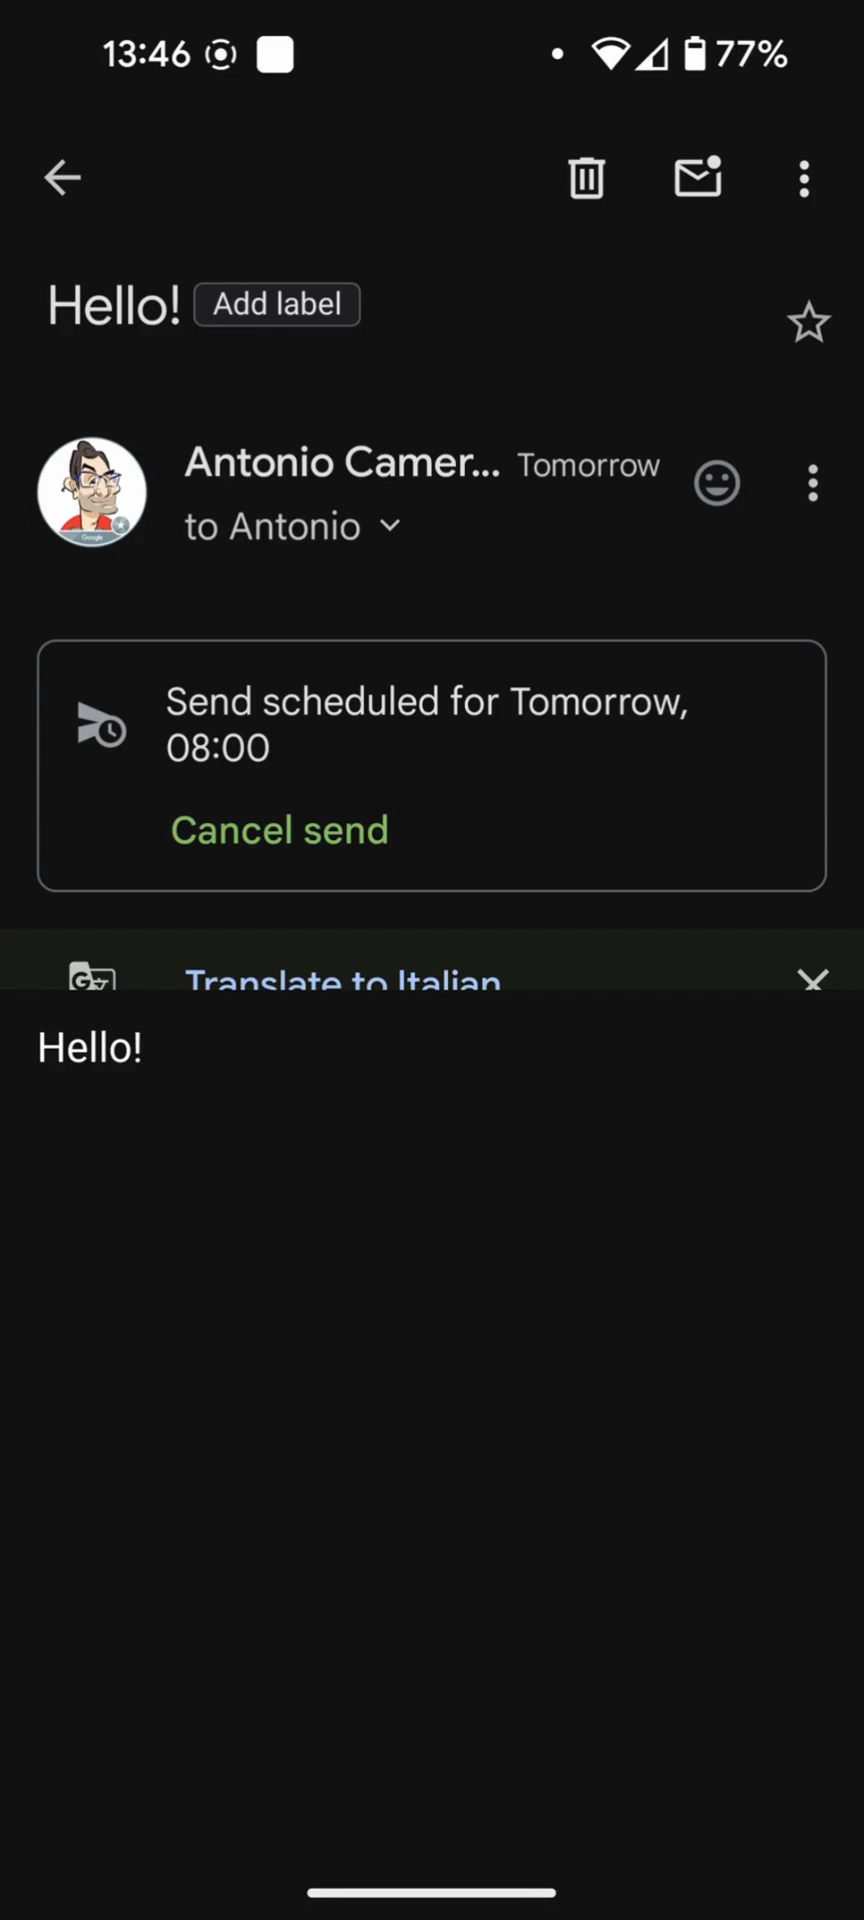 13:46 77%
Hello! Add label
Antonio Camer... Tomorrow
to Antonio
Send scheduled for Tomorrow,
08:00
Cancel send
Translate to Italian
Hello!